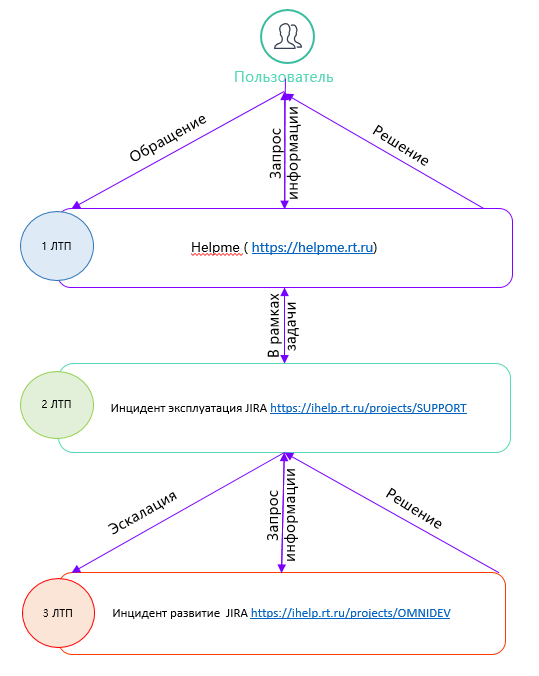 Пользователь
Обращение
Запрос
информации
Решение
1 ЛТП
Helpme ( https://helpme.rt.ru)
В рамках
задачи
2 ЛТП
Инцидент эксплуатация JIRA https://ihelp.rt.ru/projects/SUPPORT
Эскалация
Запрос
информации
Решение
3 ЛТП
Инцидент развитие JIRA https://ihelp.rt.ru/projects/OMNIDEV